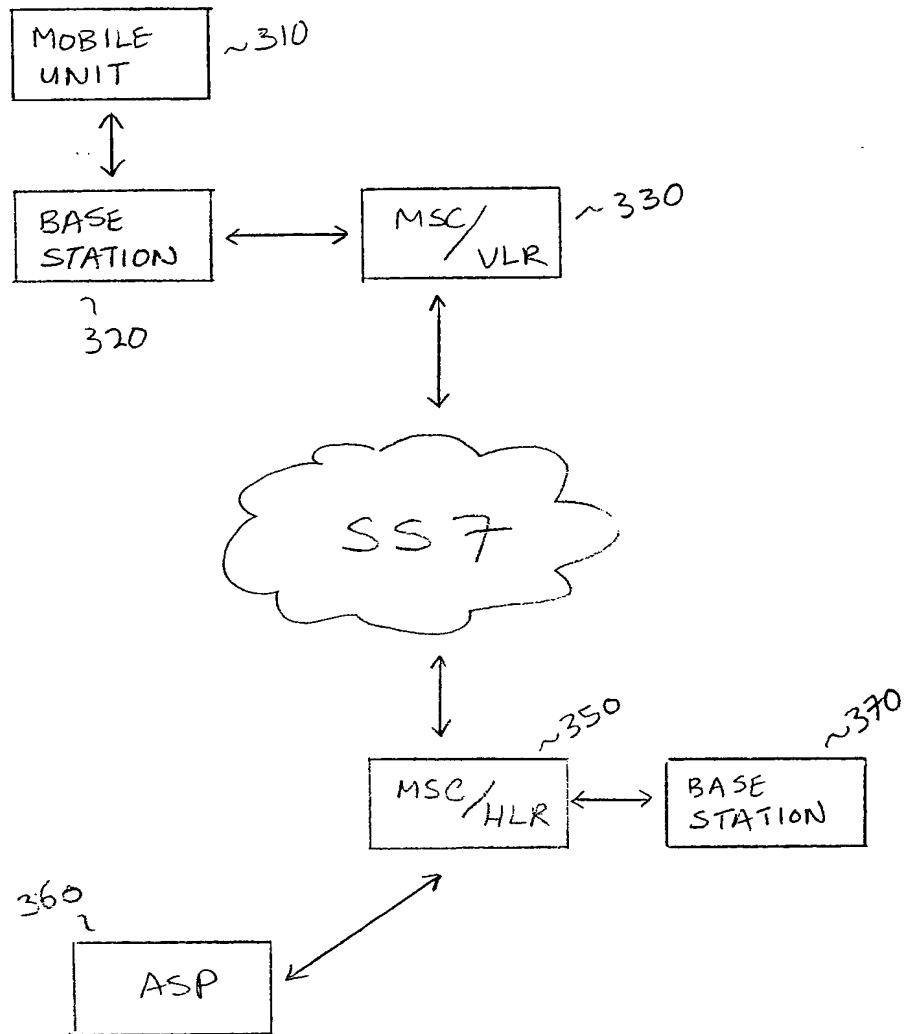 MOBILE
UNIT
~310
BASE
STATION
320
MSC/
VLR
~330
SS7
MSC/
HLR
~350
BASE
STATION
~370
360
ASP